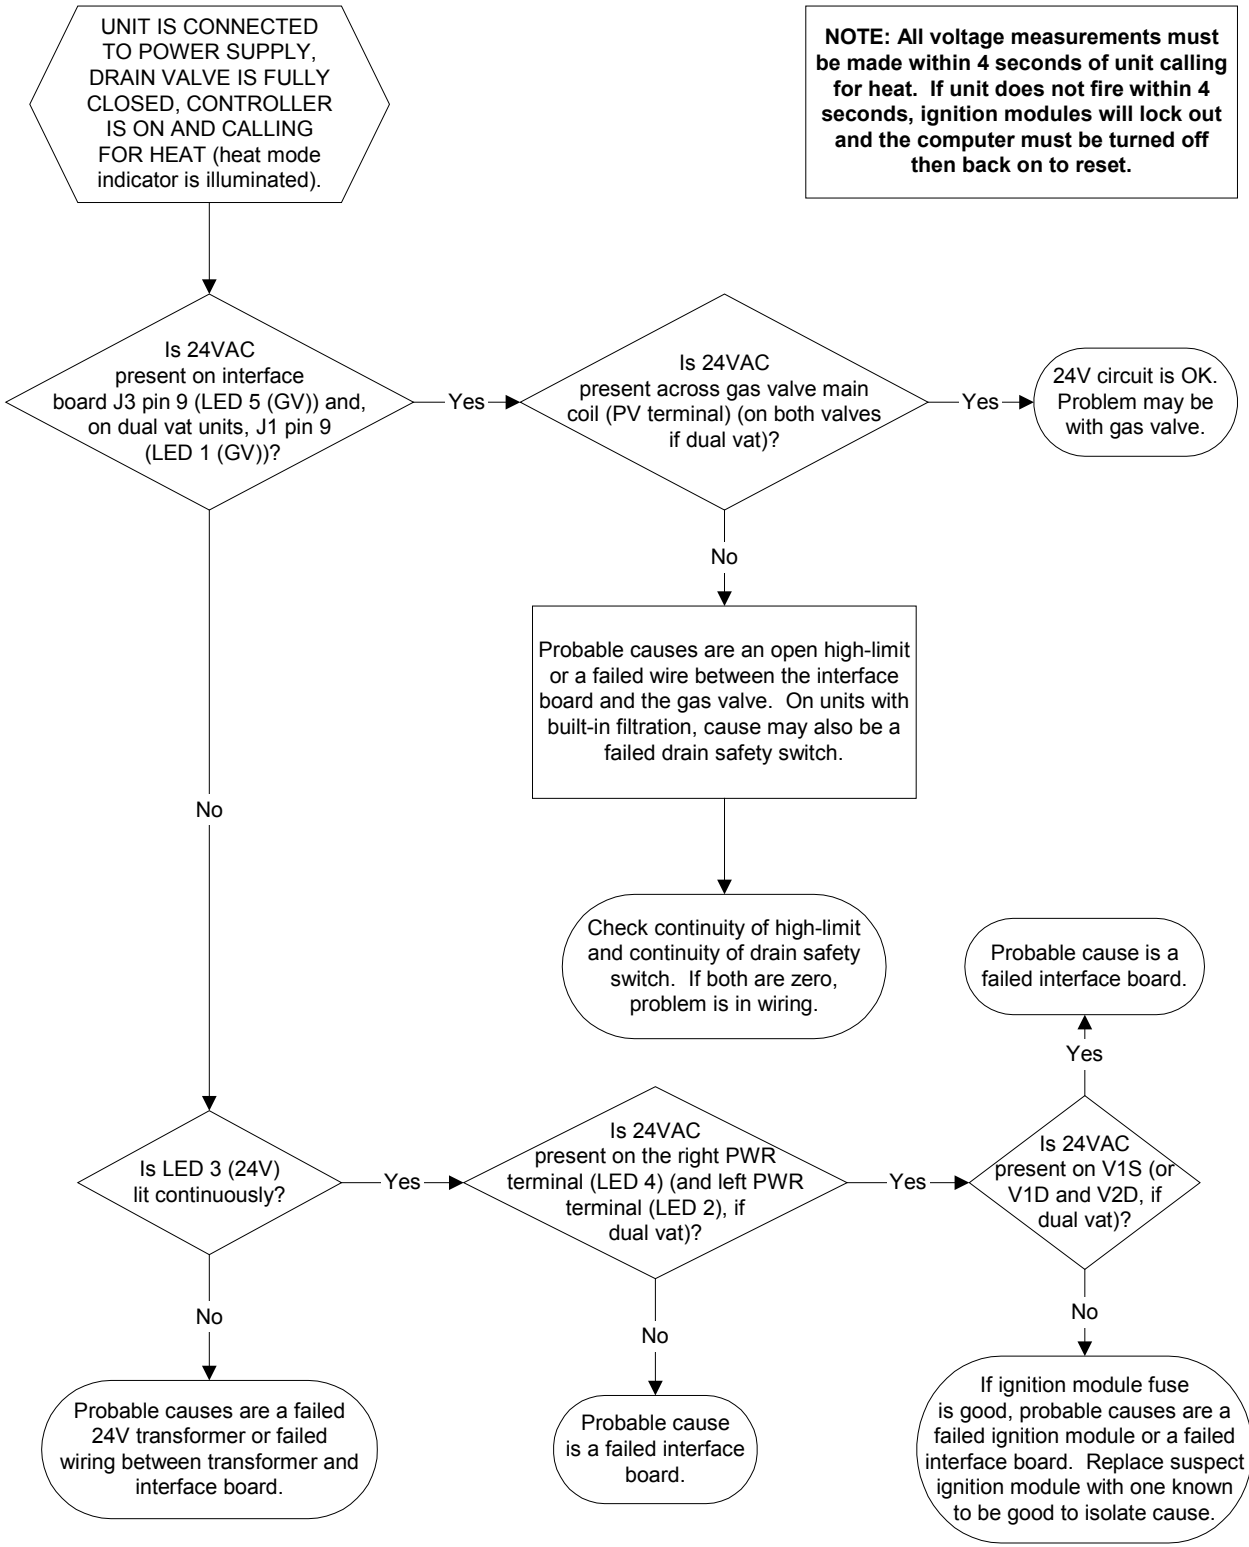 UNIT IS CONNECTED
TO POWER SUPPLY,
DRAIN VALVE IS FULLY
CLOSED, CONTROLLER
IS ON AND CALLING
FOR HEAT (heat mode
indicator is illuminated).
NOTE: All voltage measurements must
be made within 4 seconds of unit calling
for heat. If unit does not fire within 4
seconds, ignition modules will lock out
and the computer must be turned off
then back on to reset.
Is 24VAC
present on interface
board J3 pin 9 (LED 5 (GV)) and,
on dual vat units, J1 pin 9
(LED 1 (GV))?
Yes
Is 24VAC
present across gas valve main
coil (PV terminal) (on both valves
if dual vat)?
Yes
24V circuit is OK.
Problem may be
with gas valve.
No
Probable causes are an open high-limit
or a failed wire between the interface
board and the gas valve. On units with
built-in filtration, cause may also be a
failed drain safety switch.
No
Check continuity of high-limit
and continuity of drain safety
switch. If both are zero,
problem is in wiring.
Probable cause is a
failed interface board.
Yes
Is LED 3 (24V)
lit continuously?
Yes
Is 24VAC
present on the right PWR
terminal (LED 4) (and left PWR
terminal (LED 2), if
dual vat)?
Yes
Is 24VAC
present on V1S (or
V1D and V2D, if
dual vat)?
No
No
No
Probable causes are a failed
24V transformer or failed
wiring between transformer and
interface board.
Probable cause
is a failed interface
board.
If ignition module fuse
is good, probable causes are a
failed ignition module or a failed
interface board. Replace suspect
ignition module with one known
to be good to isolate cause.